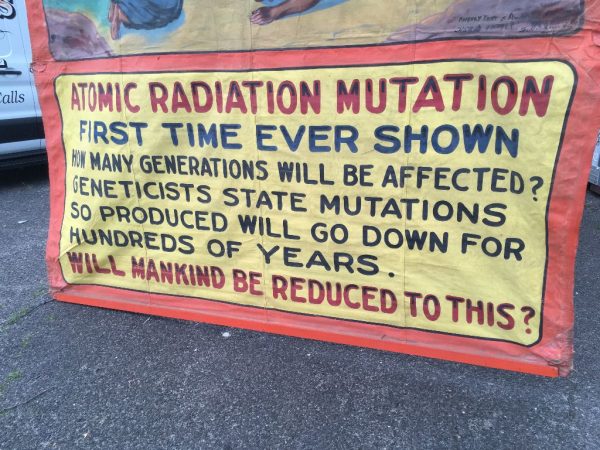 Calls
ATOMIC RADIATION MUTATION
FIRST TIME EVER SHOWN
HOW MANY GENERATIONS WILL BE AFFECTED?
GENETICISTS STATE MUTATIONS
SO PRODUCED WILL GO DOWN FOR
HUNDREDS OF YEARS.
WILL MANKIND BE REDUCED TO THIS?